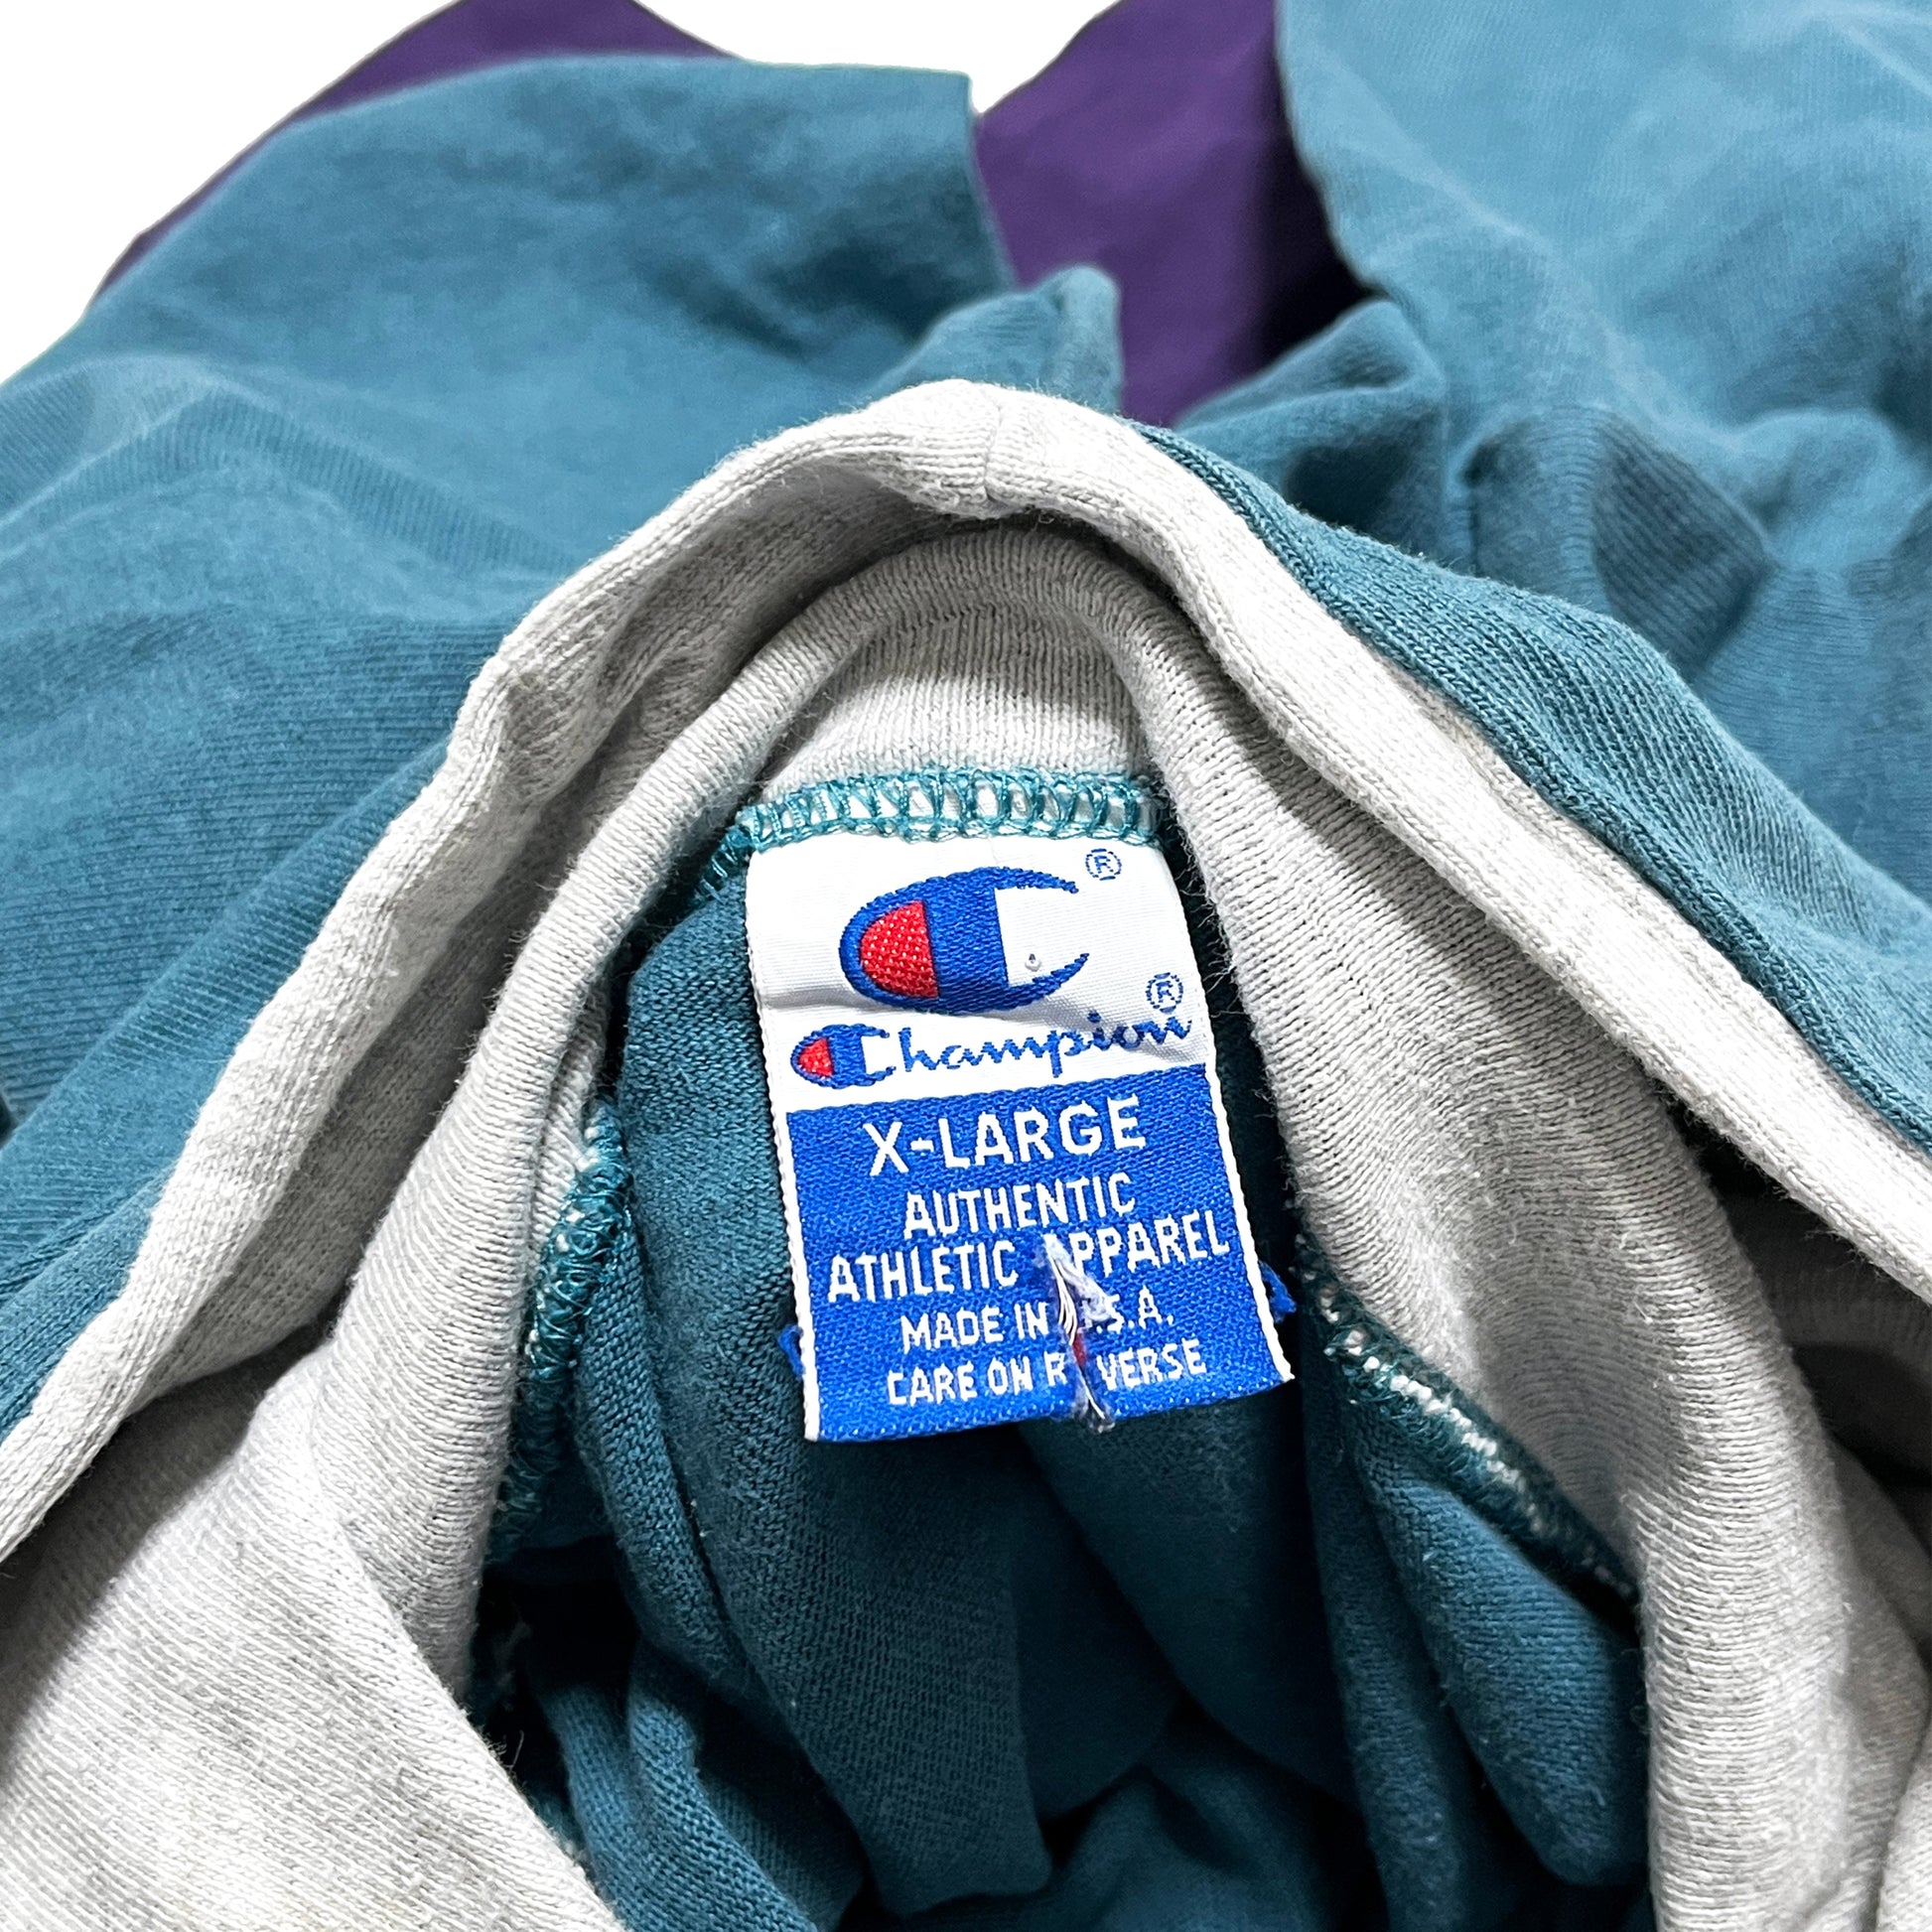 ®
®
Champion
X-LARGE
AUTHENTIC
ATHLETIC APPAREL
MADE IN U.S.A.
CARE ON REVERSE